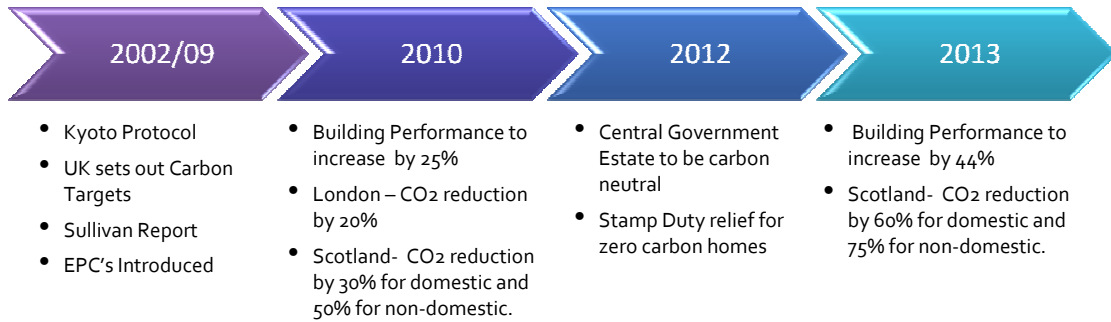 2002/09
2010
2012
2013
• Kyoto Protocol
• UK sets out Carbon
Targets
• Sullivan Report
• EPC's Introduced
• Building Performance to
increase by 25%
• London – CO2 reduction
by 20%
• Scotland- CO2 reduction
by 30% for domestic and
50% for non-domestic.
• Central Government
Estate to be carbon
neutral
• Stamp Duty relief for
zero carbon homes
• Building Performance to
increase by 44%
• Scotland- CO2 reduction
by 60% for domestic and
75% for non-domestic.